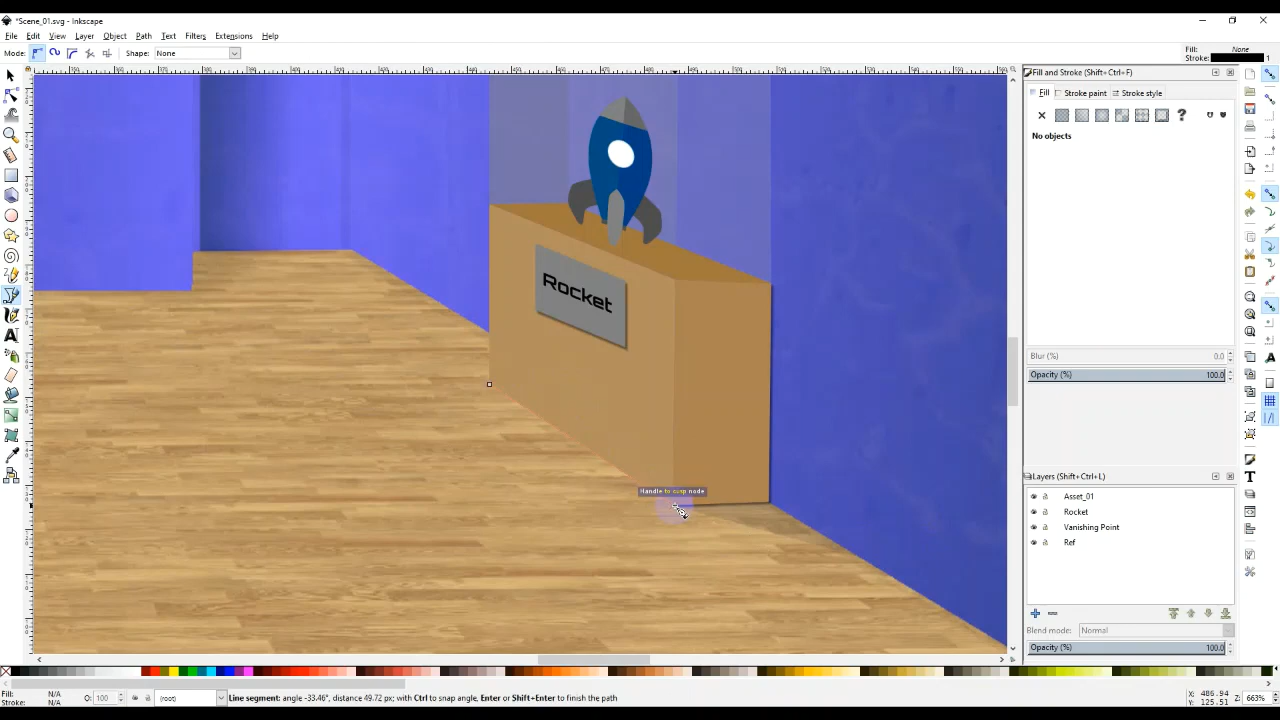 *Scene_01.svg - Inkscape
File Edit View Layer Object Path Text Filters Extensions Help
Mode: Shape: None
Fill: None
Stroke: 1
Fill and Stroke (Shift+Ctrl+F)
Fill Stroke paint Stroke style
No objects
Rocket
Blur (%) 0.0
Opacity (%) 100.0
Handle to cusp node
Layers (Shift+Ctrl+L)
Asset_01
Rocket
Vanishing Point
Ref
Blend mode: Normal
Opacity (%) 100.0
Fill: N/A
Stroke: N/A
O: 100
(root)
Line segment: angle -33.46°, distance 49.72 px; with Ctrl to snap angle, Enter or Shift+Enter to finish the path
X: 486.94
Y: 125.51
Z: 663%